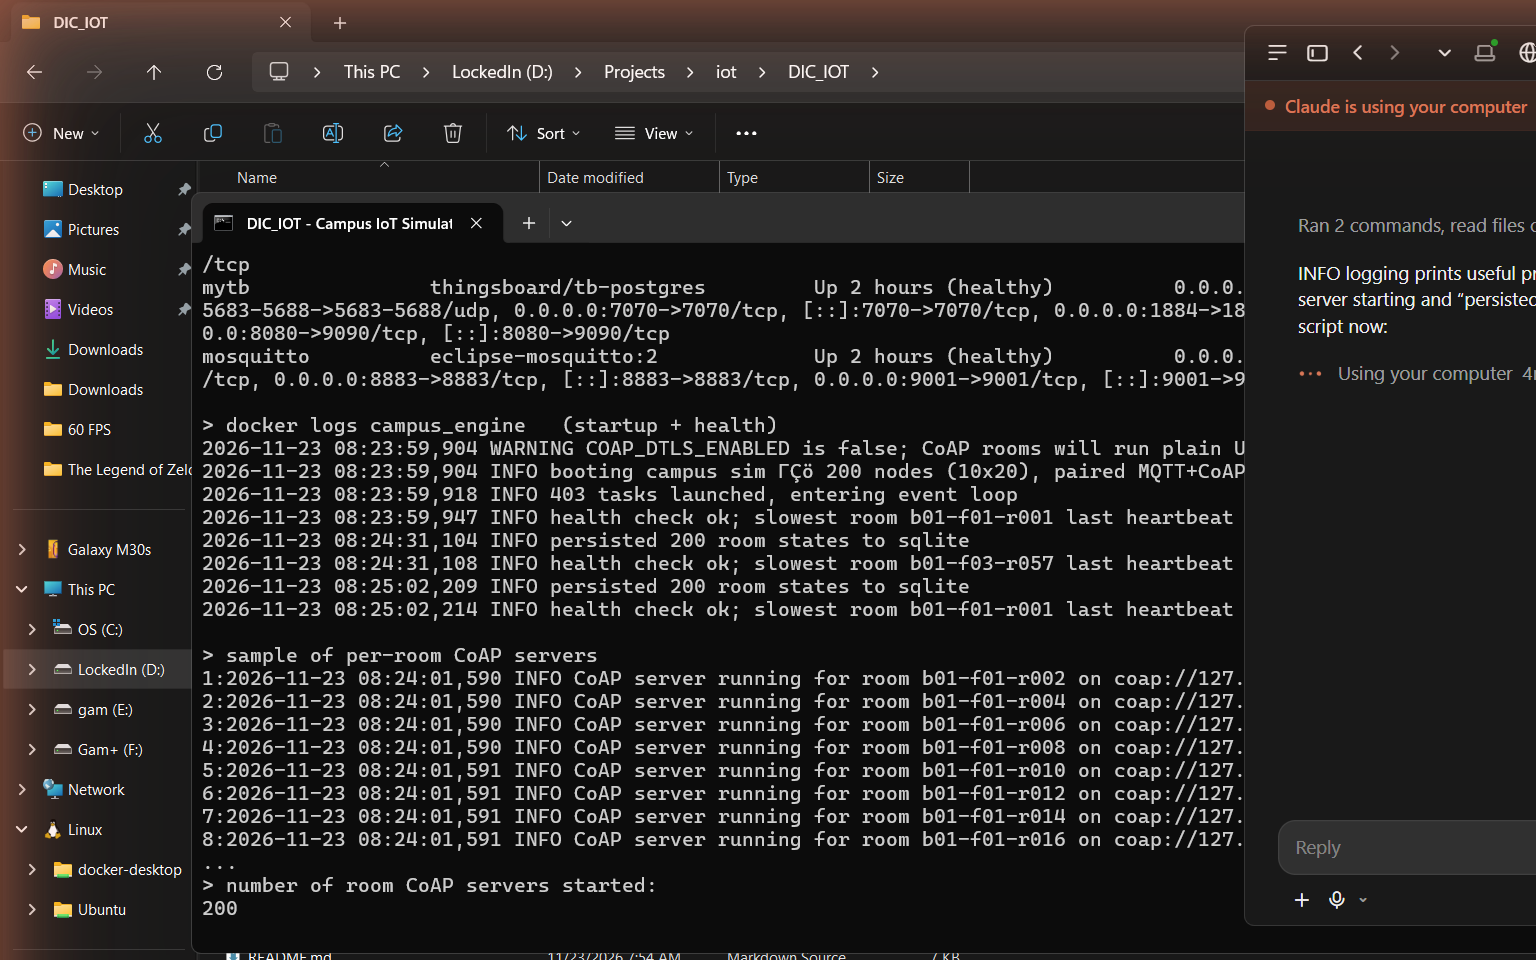 DIC_IOT
This PC
LockedIn (D:)
Projects
iot
DIC_IOT
New
Sort
View
Name
Date modified
Type
Size
Desktop
Pictures
Music
Videos
Downloads
Downloads
60 FPS
The Legend of Zel
Galaxy M30s
This PC
OS (C:)
LockedIn (D:)
gam (E:)
Gam+ (F:)
Network
Linux
docker-desktop
Ubuntu
DIC_IOT - Campus IoT Simulat
/tcp
mytb thingsboard/tb-postgres Up 2 hours (healthy) 0.0.0.
5683-5688->5683-5688/udp, 0.0.0.0:7070->7070/tcp, [::]:7070->7070/tcp, 0.0.0.0:1884->18
0.0:8080->9090/tcp, [::]:8080->9090/tcp
mosquitto eclipse-mosquitto:2 Up 2 hours (healthy) 0.0.0.
/tcp, 0.0.0.0:8883->8883/tcp, [::]:8883->8883/tcp, 0.0.0.0:9001->9001/tcp, [::]:9001->9
> docker logs campus_engine (startup + health)
2026-11-23 08:23:59,904 WARNING COAP_DTLS_ENABLED is false; CoAP rooms will run plain U
2026-11-23 08:23:59,904 INFO booting campus sim ΓÇö 200 nodes (10x20), paired MQTT+CoAP
2026-11-23 08:23:59,918 INFO 403 tasks launched, entering event loop
2026-11-23 08:23:59,947 INFO health check ok; slowest room b01-f01-r001 last heartbeat
2026-11-23 08:24:31,104 INFO persisted 200 room states to sqlite
2026-11-23 08:24:31,108 INFO health check ok; slowest room b01-f03-r057 last heartbeat
2026-11-23 08:25:02,209 INFO persisted 200 room states to sqlite
2026-11-23 08:25:02,214 INFO health check ok; slowest room b01-f01-r001 last heartbeat
> sample of per-room CoAP servers
1:2026-11-23 08:24:01,590 INFO CoAP server running for room b01-f01-r002 on coap://127.
2:2026-11-23 08:24:01,590 INFO CoAP server running for room b01-f01-r004 on coap://127.
3:2026-11-23 08:24:01,590 INFO CoAP server running for room b01-f01-r006 on coap://127.
4:2026-11-23 08:24:01,590 INFO CoAP server running for room b01-f01-r008 on coap://127.
5:2026-11-23 08:24:01,591 INFO CoAP server running for room b01-f01-r010 on coap://127.
6:2026-11-23 08:24:01,591 INFO CoAP server running for room b01-f01-r012 on coap://127.
7:2026-11-23 08:24:01,591 INFO CoAP server running for room b01-f01-r014 on coap://127.
8:2026-11-23 08:24:01,591 INFO CoAP server running for room b01-f01-r016 on coap://127.
...
> number of room CoAP servers started:
200
README.md 11/23/2026 7:54 AM Markdown Source 7 KB
Claude is using your computer
Ran 2 commands, read files
INFO logging prints useful pr
server starting and “persisted
script now:
Using your computer 4
Reply